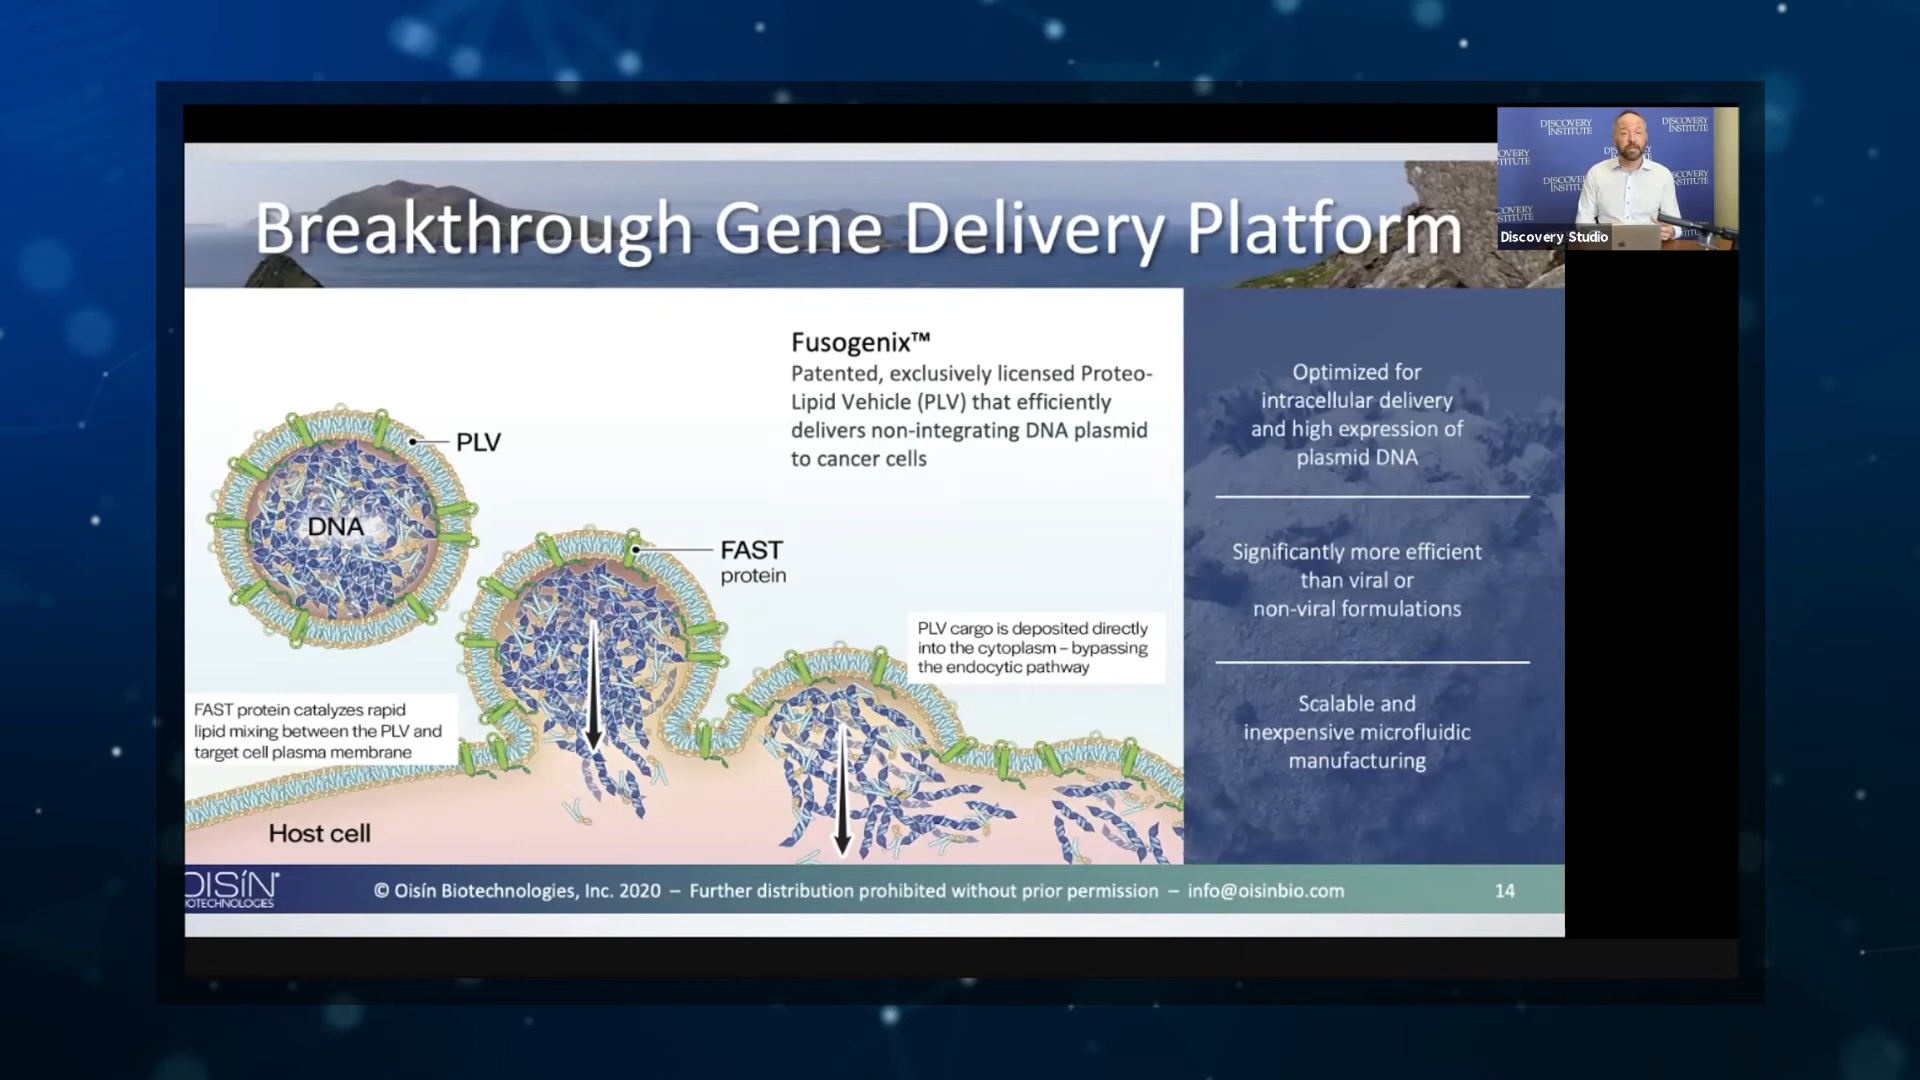 Breakthrough Gene Delivery Platform
DISCOVERY
INSTITUTE
DISCOVERY
INSTITUTE
Discovery Studio
Fusogenix™
Patented, exclusively licensed Proteo-
Lipid Vehicle (PLV) that efficiently
delivers non-integrating DNA plasmid
to cancer cells
PLV
DNA
FAST
protein
PLV cargo is deposited directly
into the cytoplasm – bypassing
the endocytic pathway
FAST protein catalyzes rapid
lipid mixing between the PLV and
target cell plasma membrane
Host cell
Optimized for
intracellular delivery
and high expression of
plasmid DNA
Significantly more efficient
than viral or
non-viral formulations
Scalable and
inexpensive microfluidic
manufacturing
OISÍN
BIOTECHNOLOGIES
© Oisín Biotechnologies, Inc. 2020 – Further distribution prohibited without prior permission – info@oisinbio.com
14